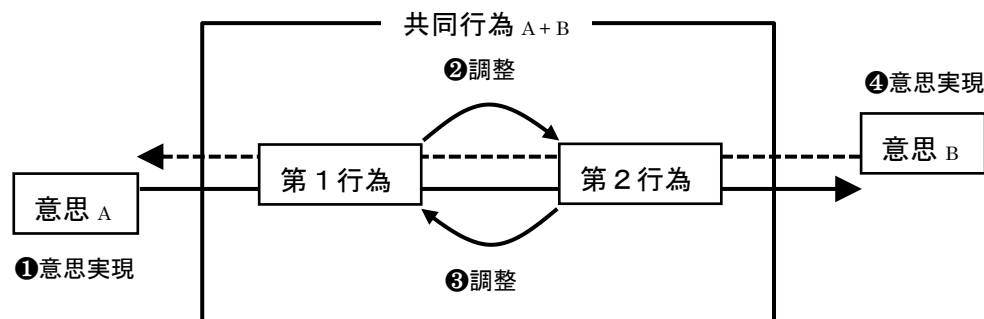 共同行為 A+B
❷調整
❹意思実現
意思 B
第１行為
第２行為
意思 A
❶意思実現
❸調整